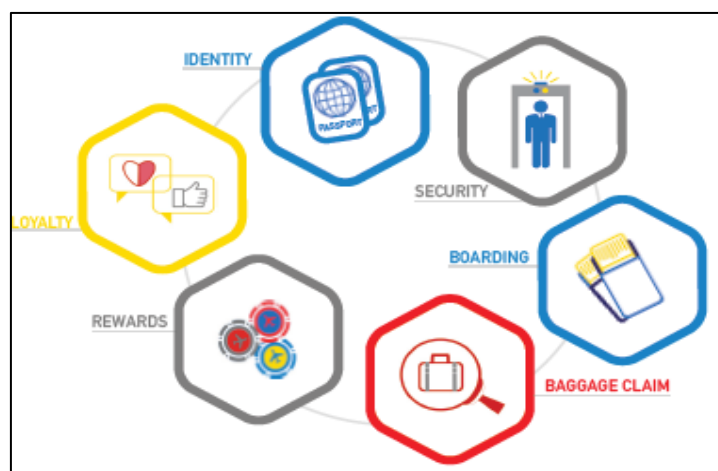 IDENTITY
PASSPORT
SECURITY
LOYALTY
BOARDING
REWARDS
BAGGAGE CLAIM